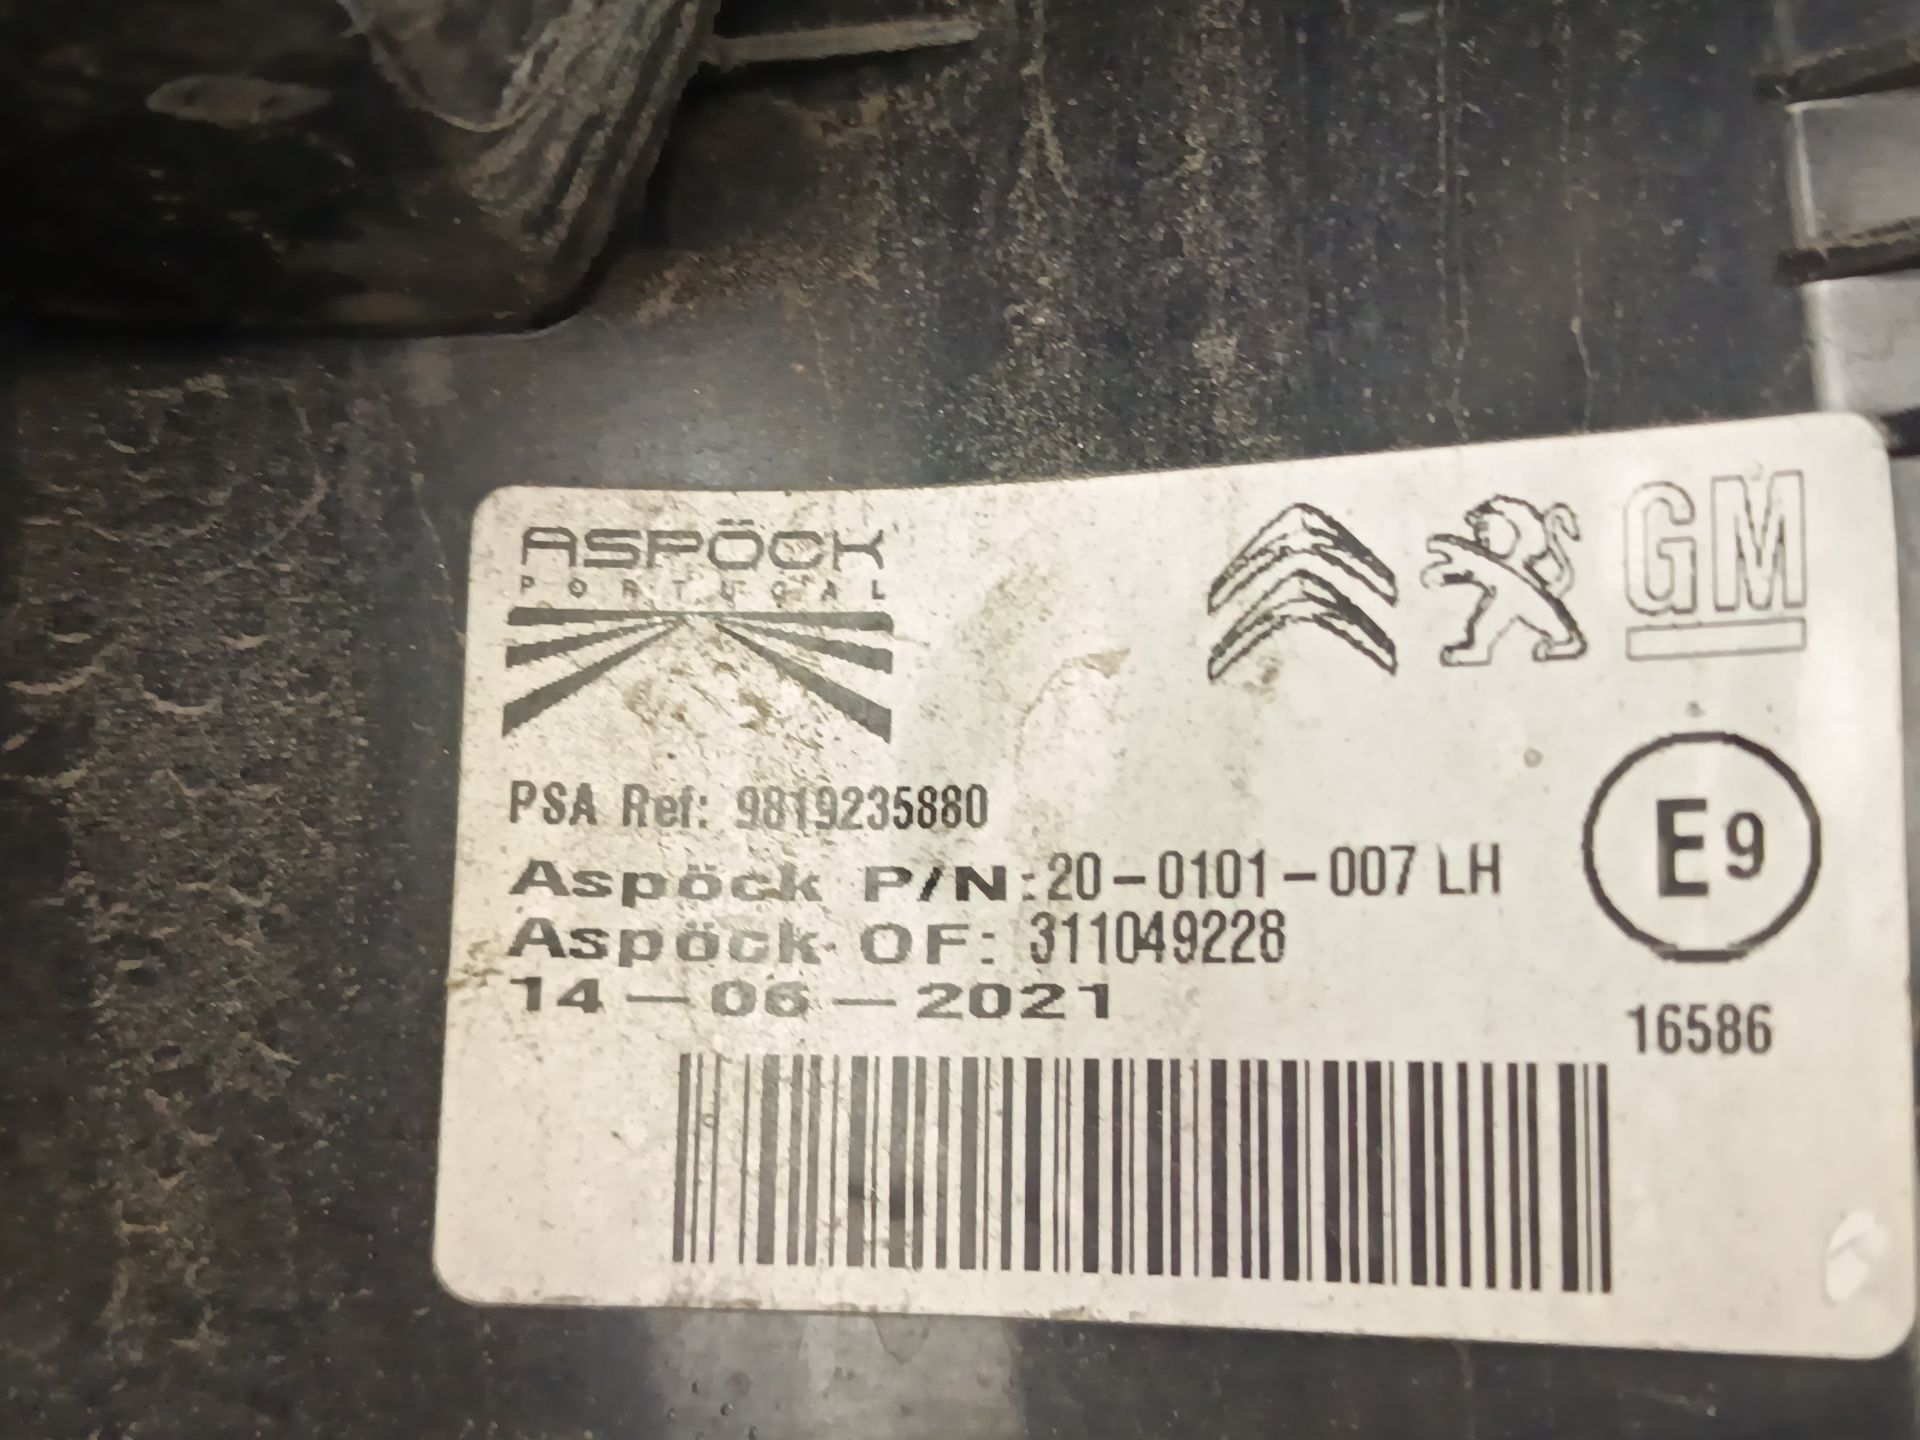 ASPÖCK
PORTUGAL
GM
PSA Ref: 9819235880
Aspöck P/N: 20-0101-007 LH
Aspöck OF: 311049228
14-06-2021
E9
16586